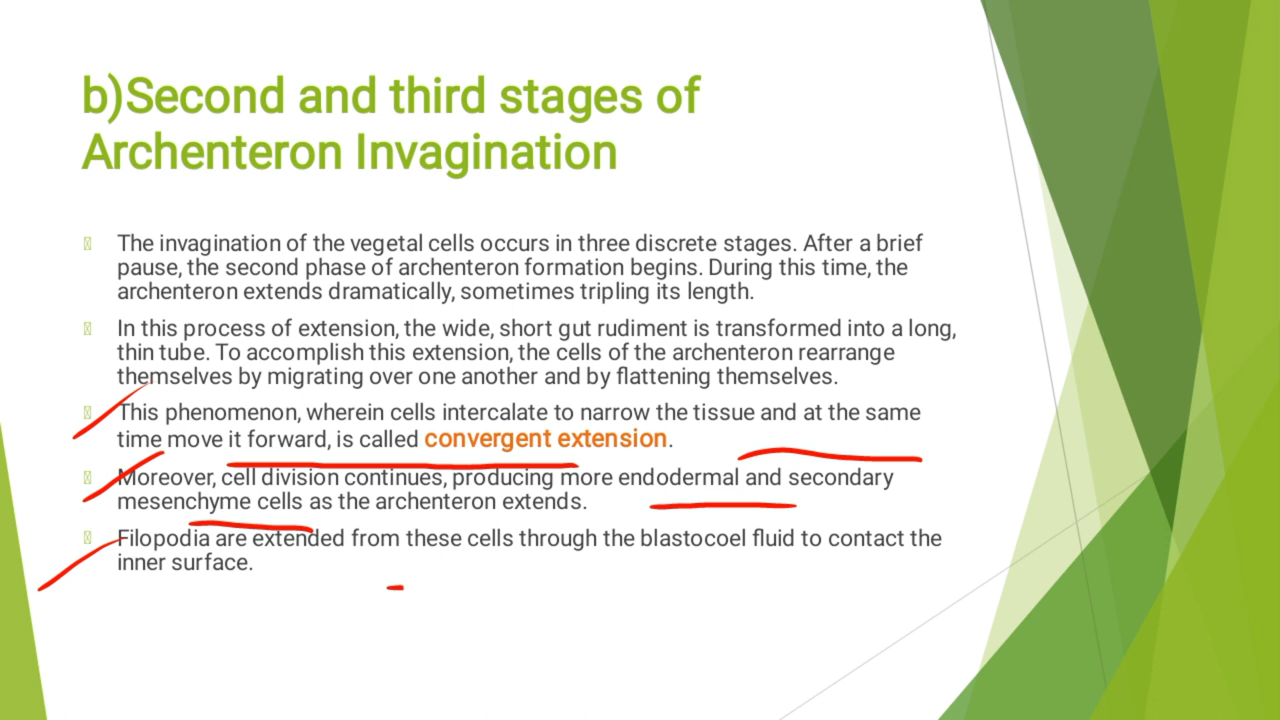 b)Second and third stages of
Archenteron Invagination
The invagination of the vegetal cells occurs in three discrete stages. After a brief
pause, the second phase of archenteron formation begins. During this time, the
archenteron extends dramatically, sometimes tripling its length.
In this process of extension, the wide, short gut rudiment is transformed into a long,
thin tube. To accomplish this extension, the cells of the archenteron rearrange
themselves by migrating over one another and by flattening themselves.
This phenomenon, wherein cells intercalate to narrow the tissue and at the same
time move it forward, is called convergent extension.
Moreover, cell division continues, producing more endodermal and secondary
mesenchyme cells as the archenteron extends.
Filopodia are extended from these cells through the blastocoel fluid to contact the
inner surface.